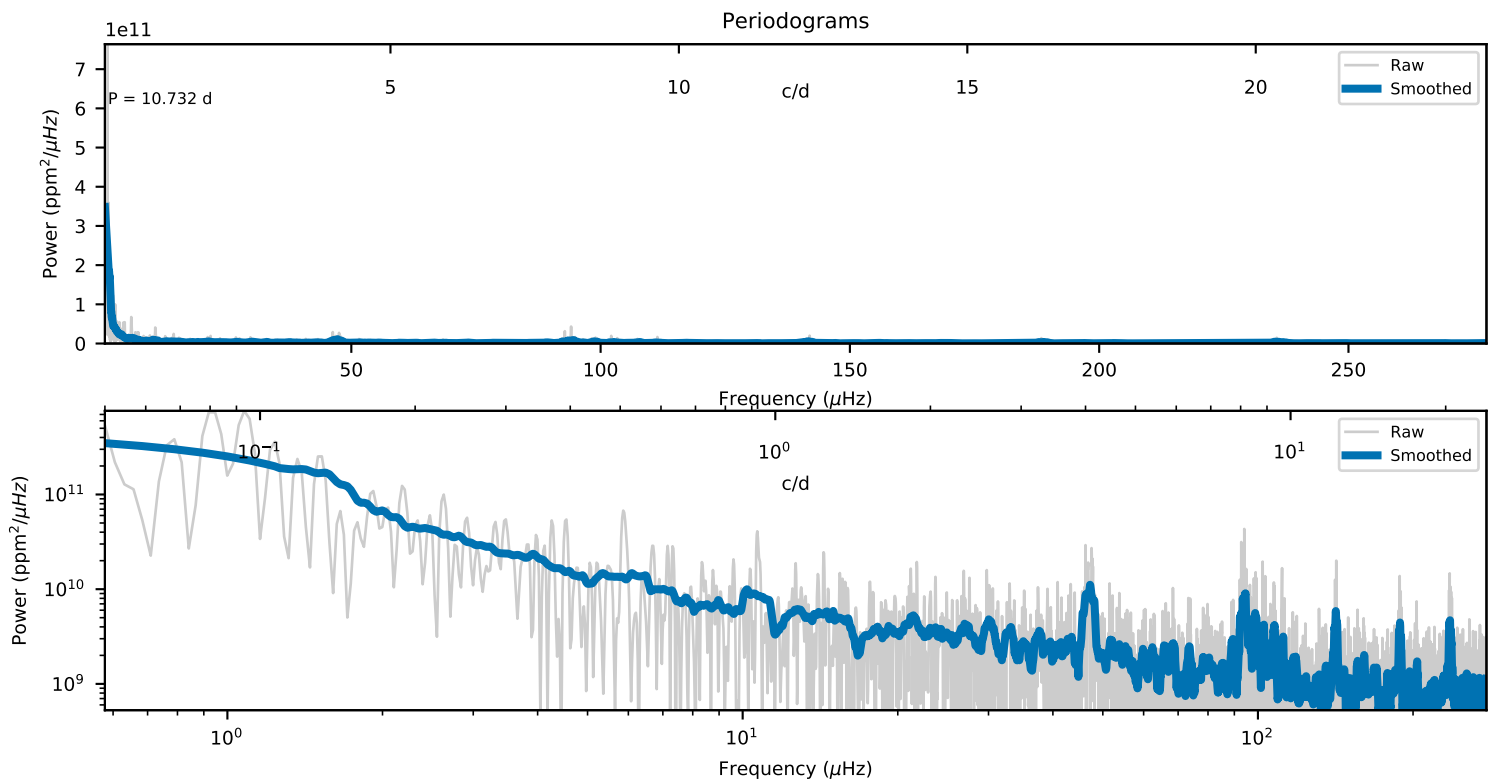 Periodograms
1e11
5 10 15 20
c/d
P = 10.732 d
Raw
Smoothed
Power (ppm²/μHz)
7
6
5
4
3
2
1
0
50 100 150 200 250
Frequency (μHz)
10⁻¹ 10⁰ 10¹
c/d
Raw
Smoothed
Power (ppm²/μHz)
10¹¹
10¹⁰
10⁹
10⁰ 10¹ 10²
Frequency (μHz)